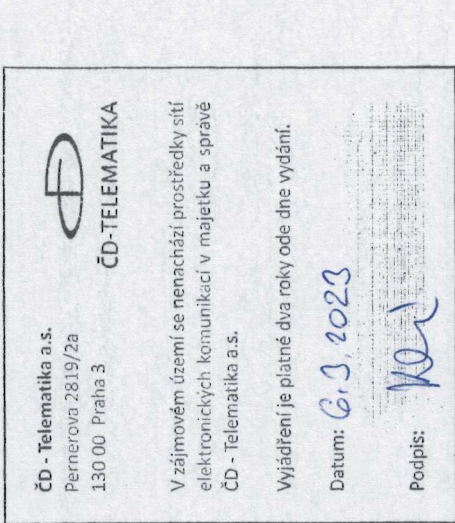 ČD - Telematika a.s.
Pernerova 2819/2a
130 00 Praha 3
ČD-TELEMATIKA
V zájmovém území se nenachází prostředky sítí
elektronických komunikací v majetku a správě
ČD - Telematika a.s.
Vyjádření je platné dva roky ode dne vydání.
Datum: 6.3.2023
Podpis: